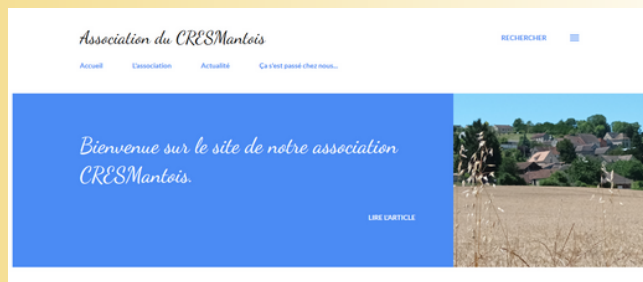 Association du CRESMantois
RECHERCHER
Accueil L'association Actualité Ça s'est passé chez nous...
Bienvenue sur le site de notre association
CRESMantois.
LIRE L'ARTICLE